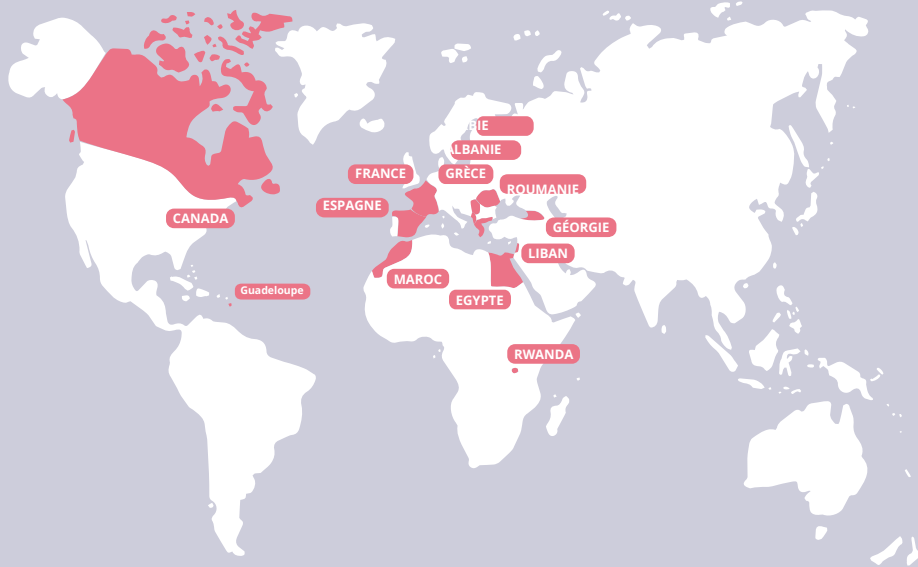 ALBANIE
FRANCE
GRÈCE
ROUMANIE
ESPAGNE
CANADA
GÉORGIE
LIBAN
MAROC
Guadeloupe
EGYPTE
RWANDA